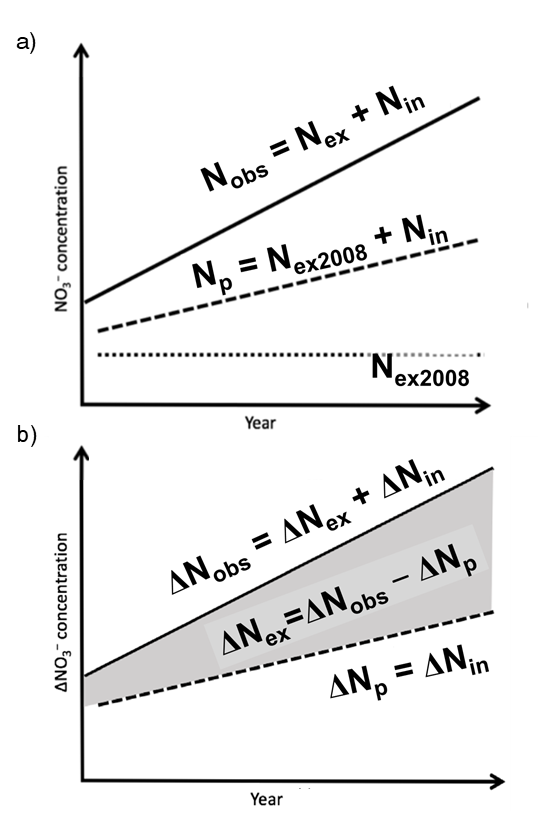 a)
NO₃⁻ concentration
N_obs = N_ex + N_in
N_p = N_ex2008 + N_in
N_ex2008
Year
b)
ΔNO₃⁻ concentration
ΔN_obs = ΔN_ex + ΔN_in
ΔN_ex=ΔN_obs − ΔN_p
ΔN_p = ΔN_in
Year